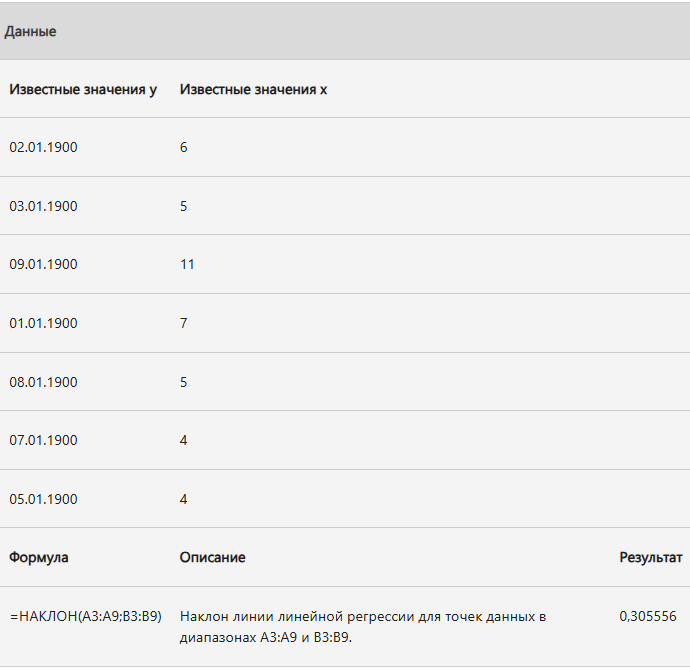 Данные
Известные значения y Известные значения x
02.01.1900 6
03.01.1900 5
09.01.1900 11
01.01.1900 7
08.01.1900 5
07.01.1900 4
05.01.1900 4
Формула Описание Результат
=НАКЛОН(A3:A9;B3:B9) Наклон линии линейной регрессии для точек данных в 0,305556
диапазонах A3:A9 и B3:B9.